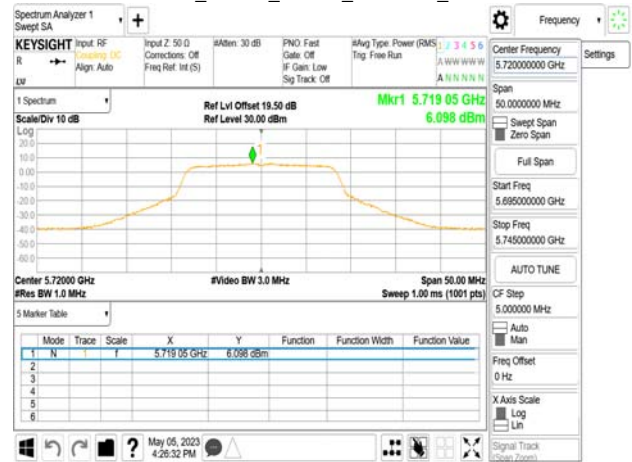 Spectrum Analyzer 1
Swept SA
Frequency
KEYSIGHT
Input: RF
Coupling: DC
Align: Auto
Input Z: 50 Ω
Corrections: Off
Freq Ref: Int (S)
#Atten: 30 dB
PNO: Fast
Gate: Off
IF Gain: Low
Sig Track: Off
#Avg Type: Power (RMS
Trig: Free Run
1 2 3 4 5 6
A W W W W W
A N N N N N
R
Center Frequency
5.720000000 GHz
Settings
Span
50.0000000 MHz
Swept Span
Zero Span
Full Span
Start Freq
5.695000000 GHz
Stop Freq
5.745000000 GHz
AUTO TUNE
CF Step
5.000000 MHz
Auto
Man
Freq Offset
0 Hz
X Axis Scale
Log
Lin
Signal Track
(Span Zoom)
1 Spectrum
Scale/Div 10 dB
Ref Lvl Offset 19.50 dB
Ref Level 30.00 dBm
Mkr1 5.719 05 GHz
6.098 dBm
Log
20.0
10.0
0.00
-10.0
-20.0
-30.0
-40.0
-50.0
-60.0
1
Center 5.72000 GHz
#Res BW 1.0 MHz
#Video BW 3.0 MHz
Span 50.00 MHz
Sweep 1.00 ms (1001 pts)
5 Marker Table
Mode Trace Scale X Y Function Function Width Function Value
1 N 1 f 5.719 05 GHz 6.098 dBm
2
3
4
5
6
May 05, 2023
4:26:32 PM